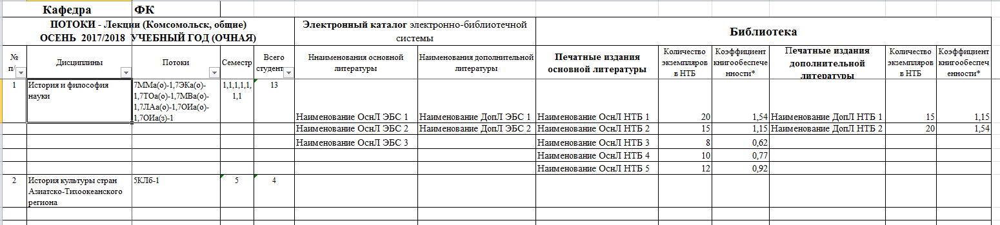 Кафедра ФК
ПОТОКИ - Лекции (Комсомольск, общие)
ОСЕНЬ 2017/2018 УЧЕБНЫЙ ГОД (ОЧНАЯ)
Электронный каталог электронно-библиотечной
системы
Библиотека
№
п/
Дисциплины
Потоки
Семестр
Всего
студент
Ннаименования основной
литературы
Наименования дополнительной
литературы
Печатные издания
основной литературы
Количество
экземпляров
в НТБ
Коэффициент
книгообеспече
нности*
Печатные издания
дополнительной
литературы
Количество
экземпляров
в НТБ
Коэффициент
книгообеспеч
енности*
1
История и философия
науки
7ММа(о)-1,7ЭКа(о)-
1,7ТОа(о)-1,7МВа(о)-
1,7ЛАа(о)-1,7ОИа(о)-
1,7ОИа(з)-1
1,1,1,1,1,
1,1
13
Наименование ОснЛ ЭБС 1 Наименование ДопЛ ЭБС 1 Наименование ОснЛ НТБ 1 20 1,54 Наименование ДопЛ НТБ 1 15 1,15
Наименование ОснЛ ЭБС 2 Наименование ДопЛ ЭБС 2 Наименование ОснЛ НТБ 2 15 1,15 Наименование ДопЛ НТБ 2 20 1,54
Наименование ОснЛ ЭБС 3 Наименование ОснЛ НТБ 3 8 0,62
Наименование ОснЛ НТБ 4 10 0,77
Наименование ОснЛ НТБ 5 12 0,92
2
История культуры стран
Азиатско-Тихоокеанского
региона
5КЛб-1
5
4